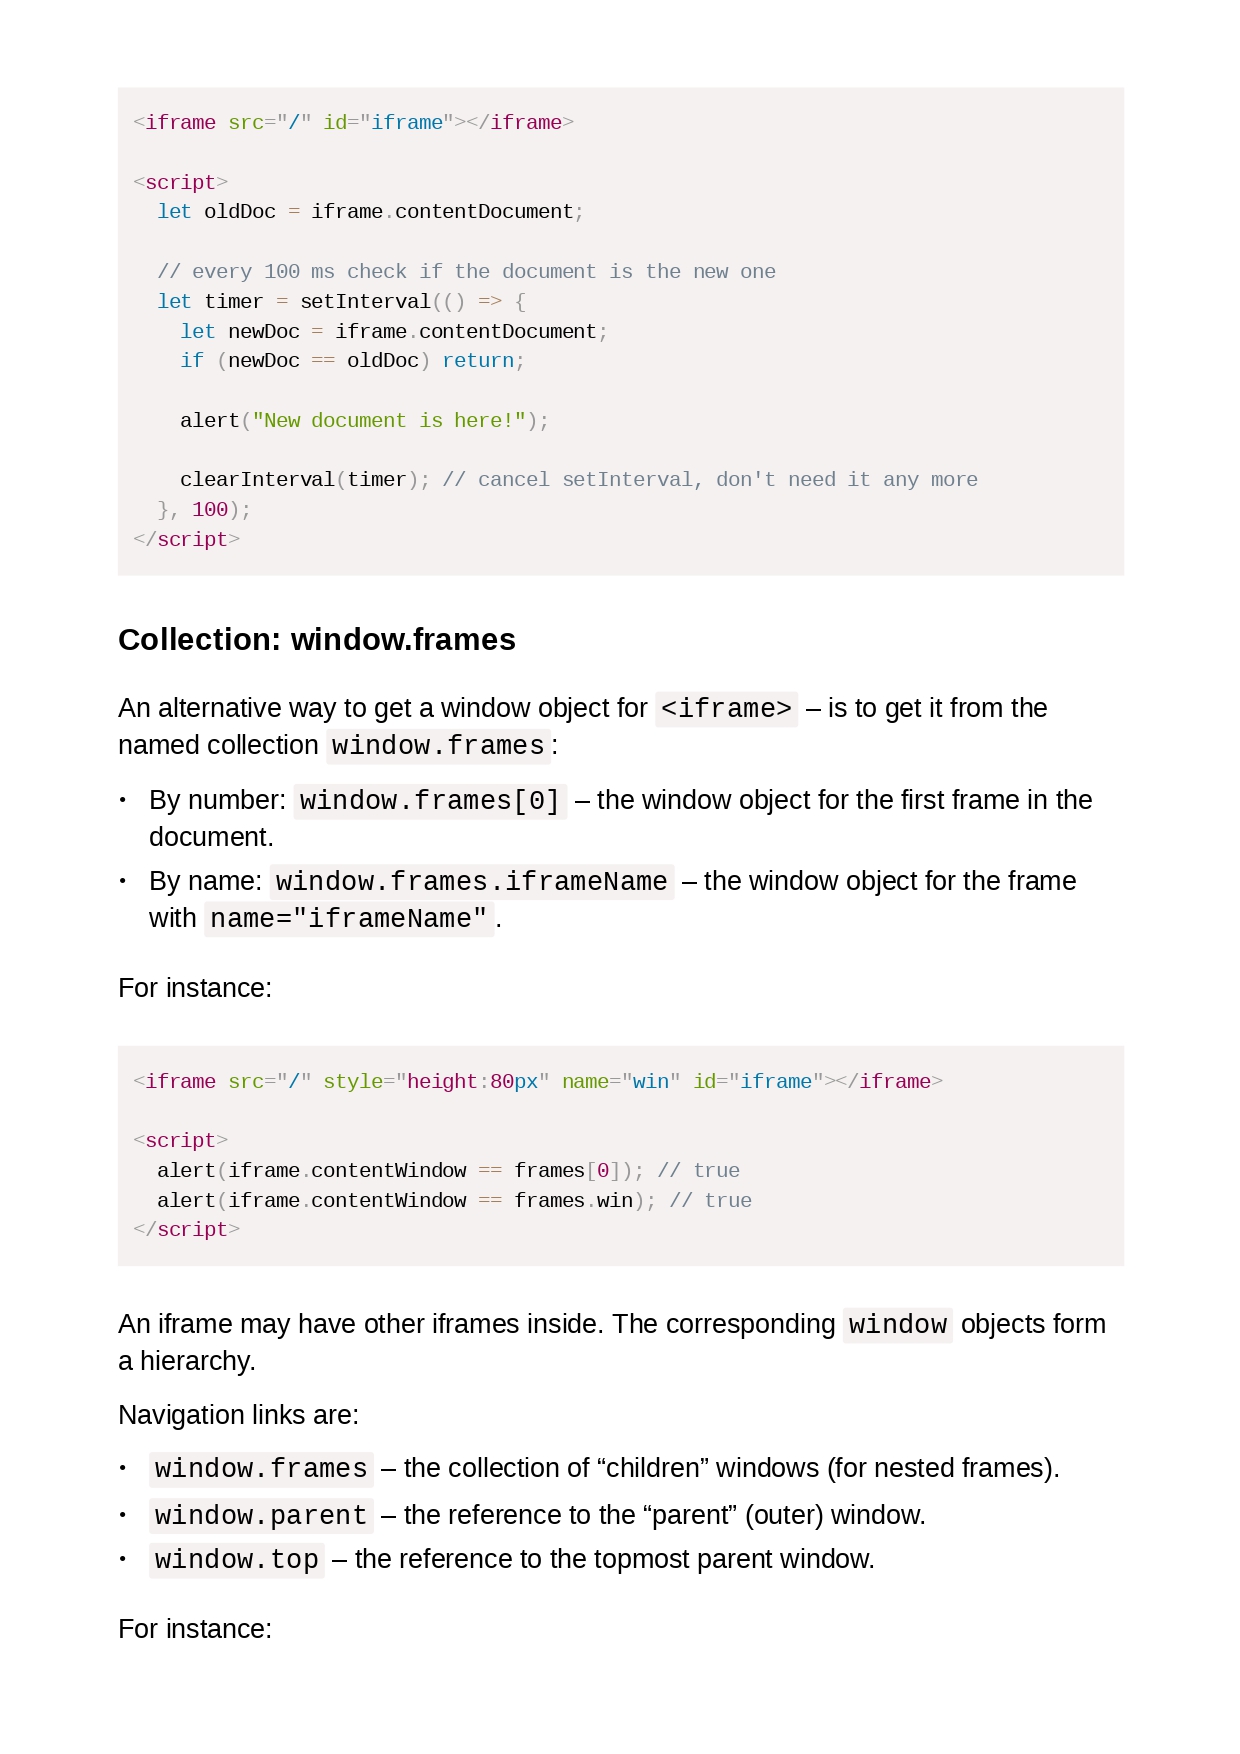 <iframe src="/" id="iframe"></iframe>
<script>
let oldDoc = iframe.contentDocument;
// every 100 ms check if the document is the new one
let timer = setInterval(() => {
let newDoc = iframe.contentDocument;
if (newDoc == oldDoc) return;
alert("New document is here!");
clearInterval(timer); // cancel setInterval, don't need it any more
}, 100);
</script>
Collection: window.frames
An alternative way to get a window object for <iframe> – is to get it from the
named collection window.frames:
• By number: window.frames[0] – the window object for the first frame in the
document.
• By name: window.frames.iframeName – the window object for the frame
with name="iframeName".
For instance:
<iframe src="/" style="height:80px" name="win" id="iframe"></iframe>
<script>
alert(iframe.contentWindow == frames[0]); // true
alert(iframe.contentWindow == frames.win); // true
</script>
An iframe may have other iframes inside. The corresponding window objects form
a hierarchy.
Navigation links are:
• window.frames – the collection of “children” windows (for nested frames).
• window.parent – the reference to the “parent” (outer) window.
• window.top – the reference to the topmost parent window.
For instance: